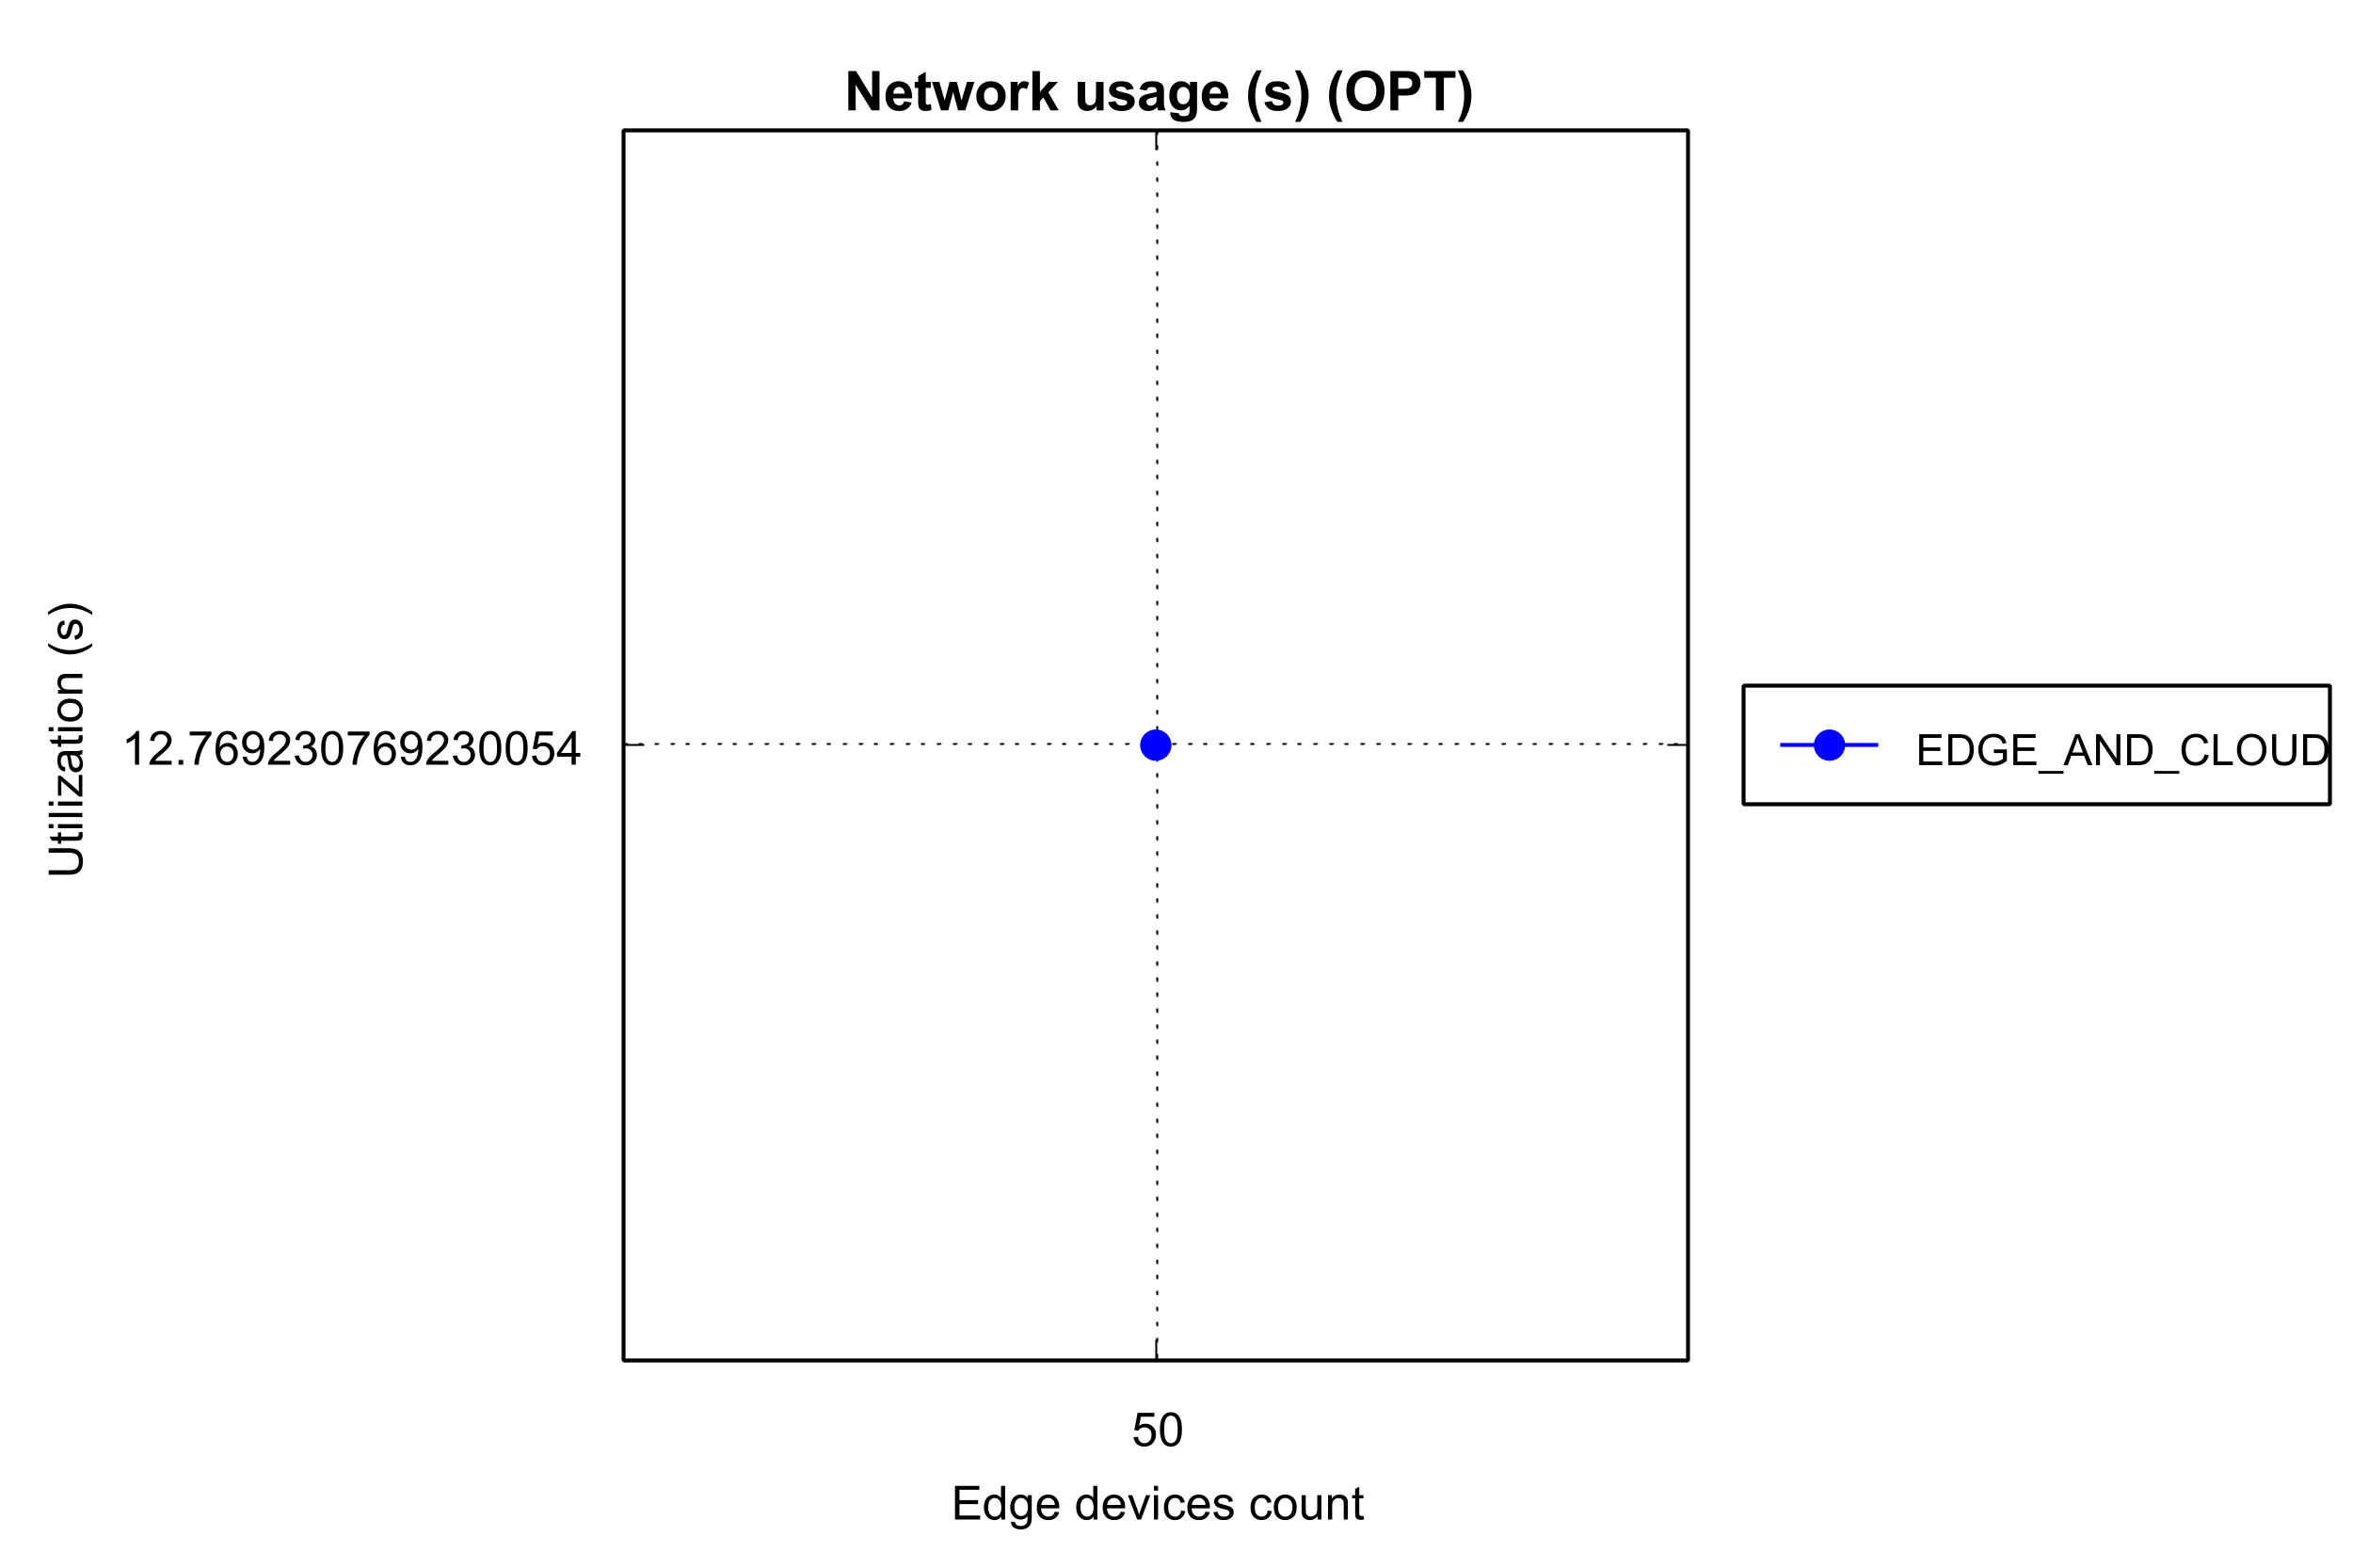 Network usage (s) (OPT)
Utilization (s)
12.769230769230054
EDGE_AND_CLOUD
50
Edge devices count